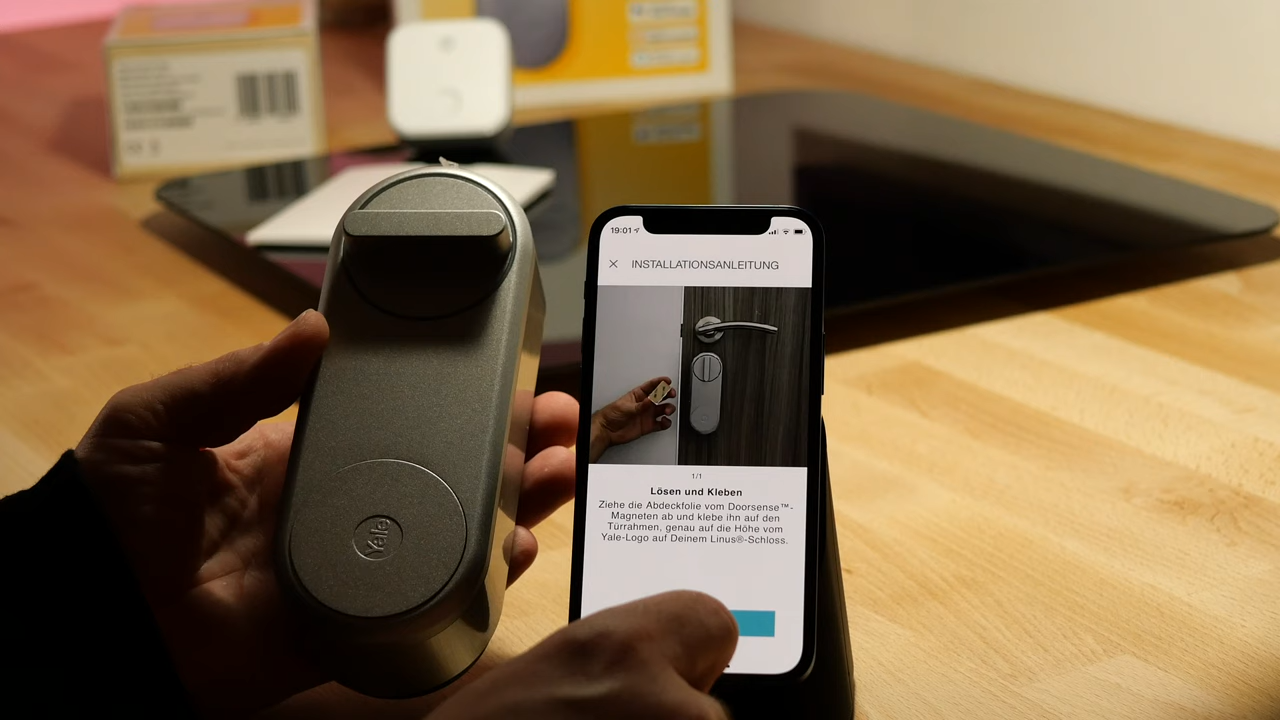 19:01
INSTALLATIONSANLEITUNG
1/1
Lösen und Kleben
Ziehe die Abdeckfolie vom Doorsense™-
Magneten ab und klebe ihn auf den
Türrahmen, genau auf die Höhe vom
Yale-Logo auf Deinem Linus®-Schloss.
Yale